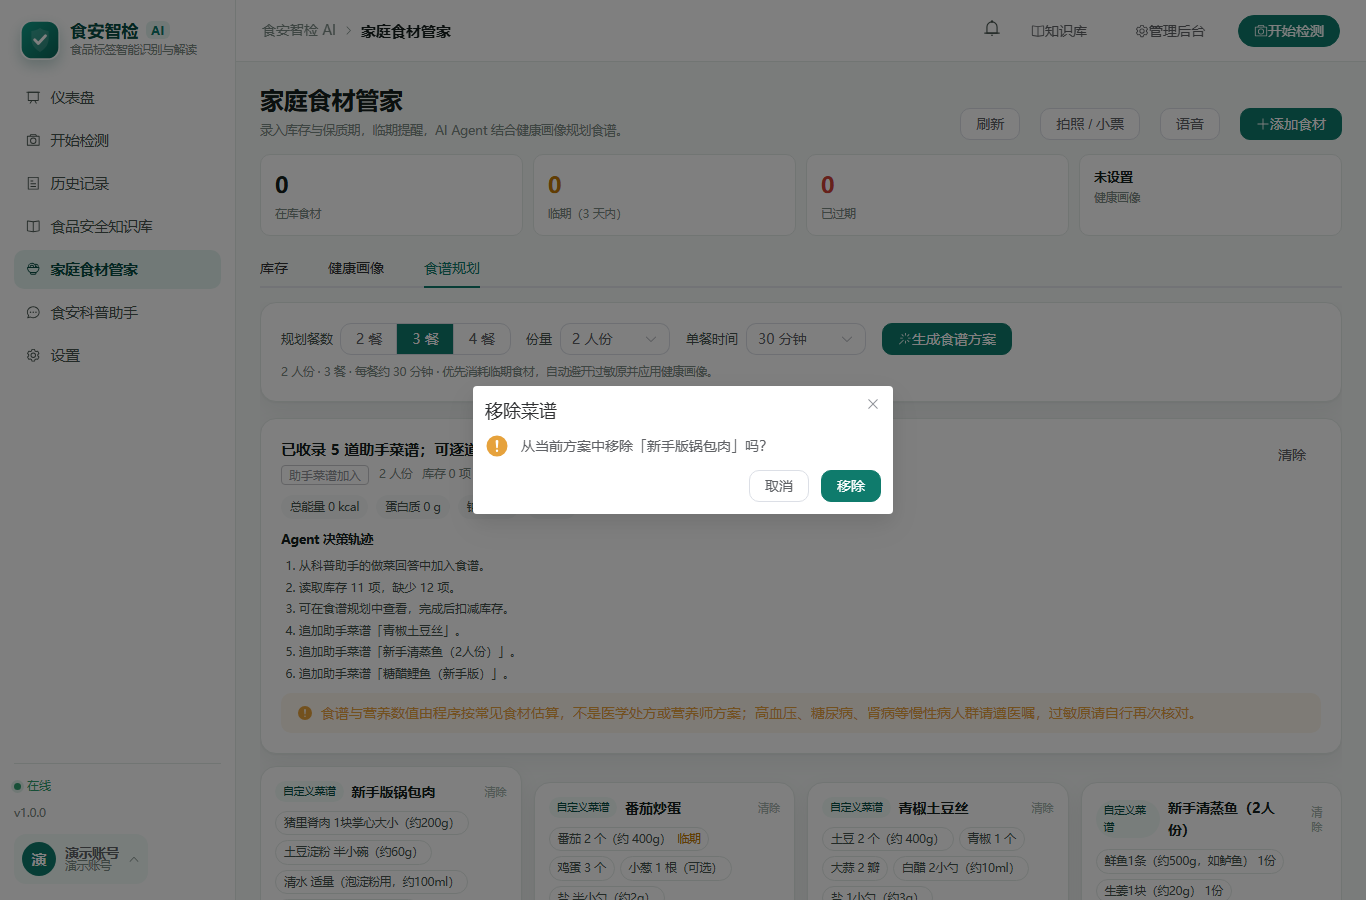 食安智检 AI
食品标签智能识别与解读
仪表盘
开始检测
历史记录
食品安全知识库
家庭食材管家
食安科普助手
设置
在线
v1.0.0
演
演示账号
演示账号
食安智检 AI > 家庭食材管家
知识库
管理后台
开始检测
家庭食材管家
录入库存与保质期，临期提醒，AI Agent 结合健康画像规划食谱。
刷新
拍照 / 小票
语音
+添加食材
0
在库食材
0
临期（3 天内）
0
已过期
未设置
健康画像
库存
健康画像
食谱规划
规划餐数 2 餐 3 餐 4 餐 份量 2 人份 单餐时间 30 分钟 生成食谱方案
2 人份 · 3 餐 · 每餐约 30 分钟 · 优先消耗临期食材，自动避开过敏原并应用健康画像。
移除菜谱
从当前方案中移除「新手版锅包肉」吗？
取消
移除
已收录 5 道助手菜谱；可逐道
清除
助手菜谱加入 2 人份 库存 0 项
总能量 0 kcal 蛋白质 0 g
Agent 决策轨迹
1. 从科普助手的做菜回答中加入食谱。
2. 读取库存 11 项，缺少 12 项。
3. 可在食谱规划中查看，完成后扣减库存。
4. 追加助手菜谱「青椒土豆丝」。
5. 追加助手菜谱「新手清蒸鱼（2人份）」。
6. 追加助手菜谱「糖醋鲤鱼（新手版）」。
食谱与营养数值由程序按常见食材估算，不是医学处方或营养师方案；高血压、糖尿病、肾病等慢性病人群请遵医嘱，过敏原请自行再次核对。
自定义菜谱 新手版锅包肉 清除
猪里脊肉 1块掌心大小（约200g）
土豆淀粉 半小碗（约60g）
清水 适量（泡淀粉用，约100ml）
自定义菜谱 番茄炒蛋 清除
番茄 2 个（约 400g） 临期
鸡蛋 3 个 小葱 1 根（可选）
盐 半小勺（约2g）
自定义菜谱 青椒土豆丝 清除
土豆 2 个（约 400g） 青椒 1 个
大蒜 2 瓣 白醋 2小勺（约10ml）
盐 1小勺（约3g）
自定义菜谱 新手清蒸鱼（2人份） 清除
鲜鱼1条（约500g，如鲈鱼） 1份
生姜1块（约20g） 1份